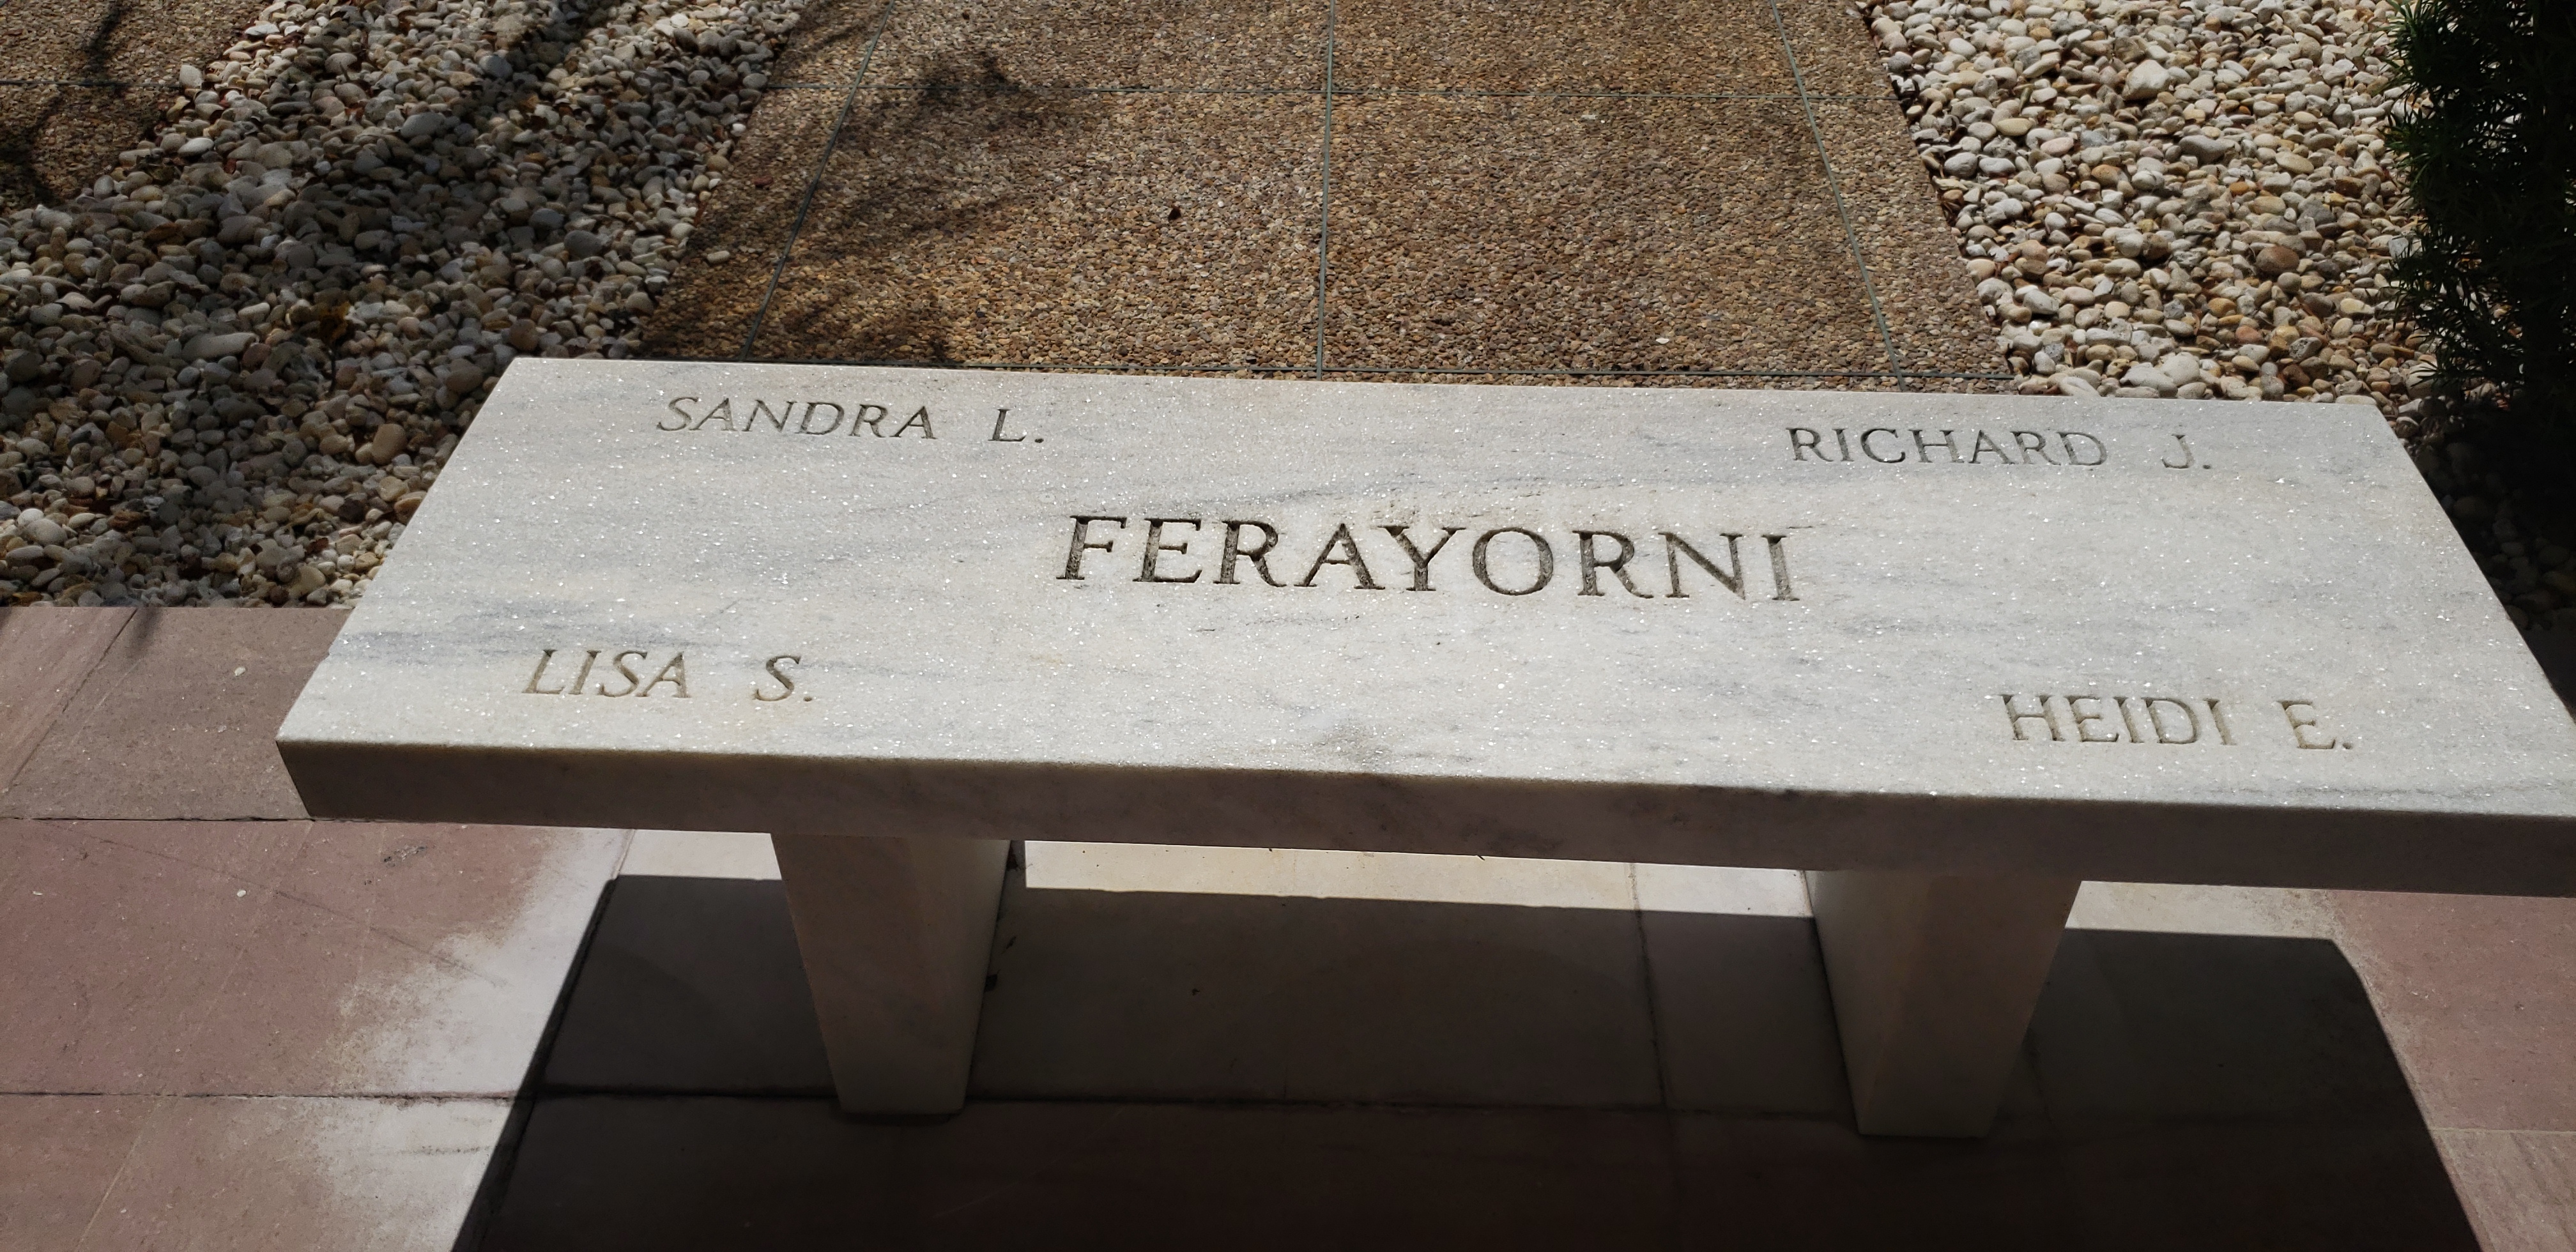 SANDRA L. RICHARD J.
FERAYORNI
LISA S. HEIDI E.